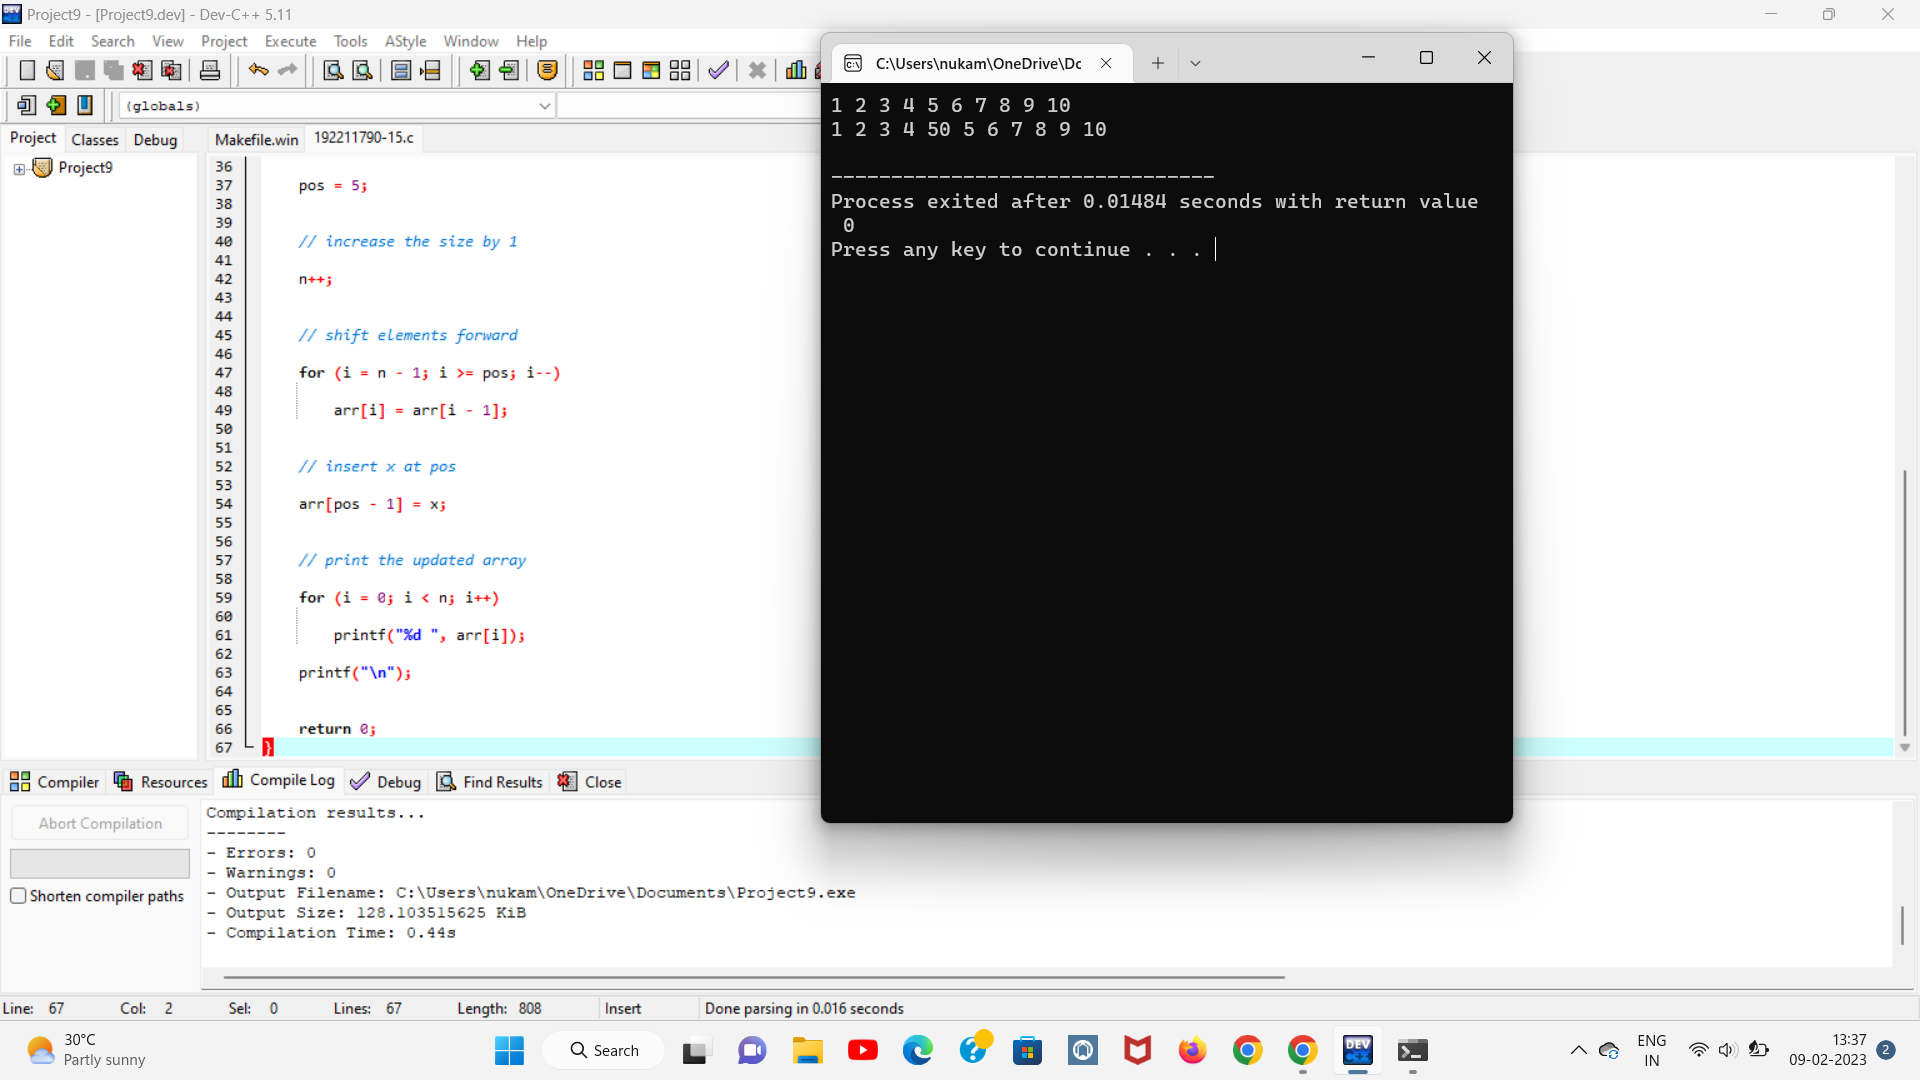 Project9 - [Project9.dev] - Dev-C++ 5.11
File Edit Search View Project Execute Tools AStyle Window Help
(globals)
Project Classes Debug
Makefile.win 192211790-15.c
Project9
36
37 pos = 5;
38
39
40 // increase the size by 1
41
42 n++;
43
44
45 // shift elements forward
46
47 for (i = n - 1; i >= pos; i--)
48
49 arr[i] = arr[i - 1];
50
51
52 // insert x at pos
53
54 arr[pos - 1] = x;
55
56
57 // print the updated array
58
59 for (i = 0; i < n; i++)
60
61 printf("%d ", arr[i]);
62
63 printf("\n");
64
65
66 return 0;
67 }
C:\Users\nukam\OneDrive\Dc
1 2 3 4 5 6 7 8 9 10
1 2 3 4 50 5 6 7 8 9 10
--------------------------------
Process exited after 0.01484 seconds with return value
0
Press any key to continue . . .
Compiler Resources Compile Log Debug Find Results Close
Abort Compilation
Shorten compiler paths
Compilation results...
--------
- Errors: 0
- Warnings: 0
- Output Filename: C:\Users\nukam\OneDrive\Documents\Project9.exe
- Output Size: 128.103515625 KiB
- Compilation Time: 0.44s
Line: 67 Col: 2 Sel: 0 Lines: 67 Length: 808 Insert Done parsing in 0.016 seconds
30°C
Partly sunny
Search
DEV
C++
ENG
IN
13:37
09-02-2023
2